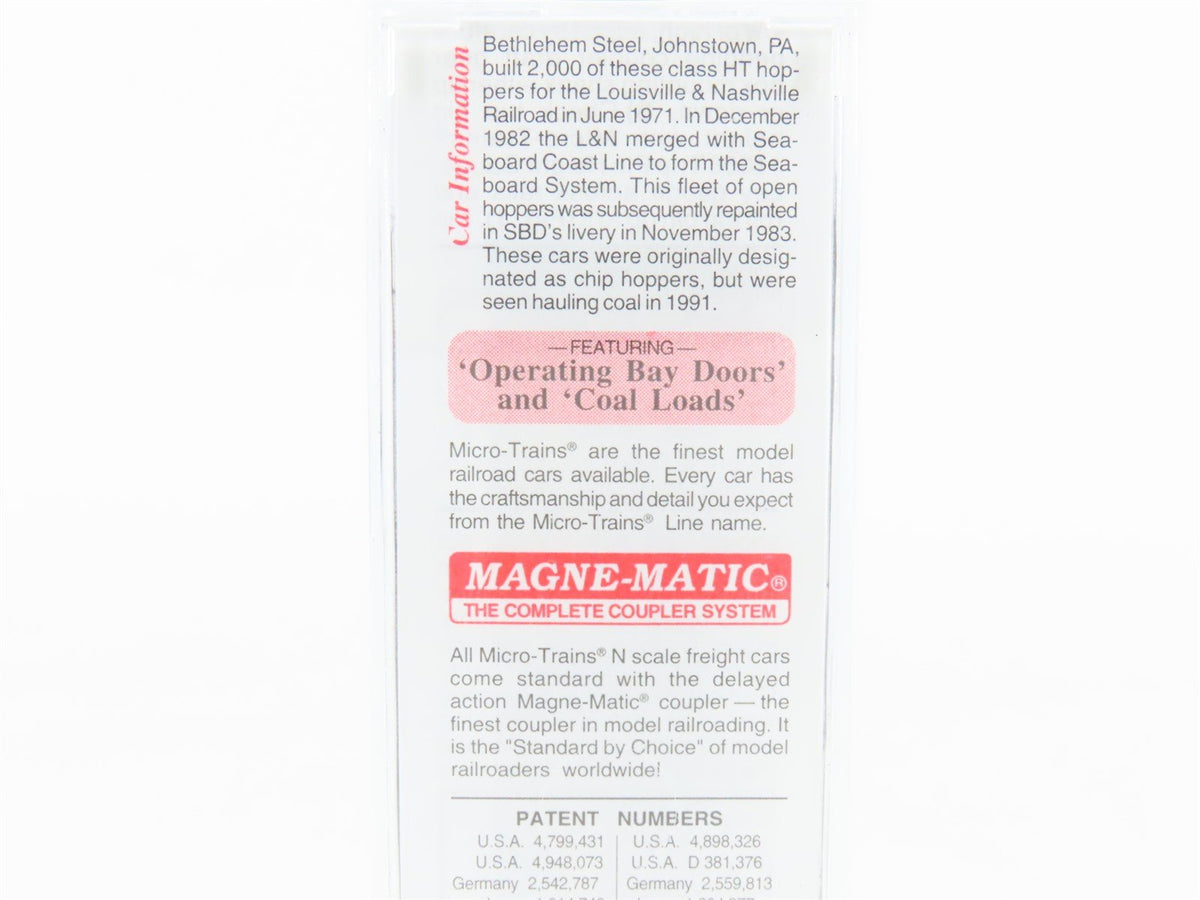 Car Information
Bethlehem Steel, Johnstown, PA,
built 2,000 of these class HT hop-
pers for the Louisville & Nashville
Railroad in June 1971. In December
1982 the L&N merged with Sea-
board Coast Line to form the Sea-
board System. This fleet of open
hoppers was subsequently repainted
in SBD's livery in November 1983.
These cars were originally desig-
nated as chip hoppers, but were
seen hauling coal in 1991.
—FEATURING—
'Operating Bay Doors'
and 'Coal Loads'
Micro-Trains® are the finest model
railroad cars available. Every car has
the craftsmanship and detail you expect
from the Micro-Trains® Line name.
MAGNE-MATIC®
THE COMPLETE COUPLER SYSTEM
All Micro-Trains® N scale freight cars
come standard with the delayed
action Magne-Matic® coupler — the
finest coupler in model railroading. It
is the "Standard by Choice" of model
railroaders worldwide!
PATENT NUMBERS
U.S.A. 4,799,431 U.S.A. 4,898,326
U.S.A. 4,948,073 U.S.A. D 381,376
Germany 2,542,787 Germany 2,559,813